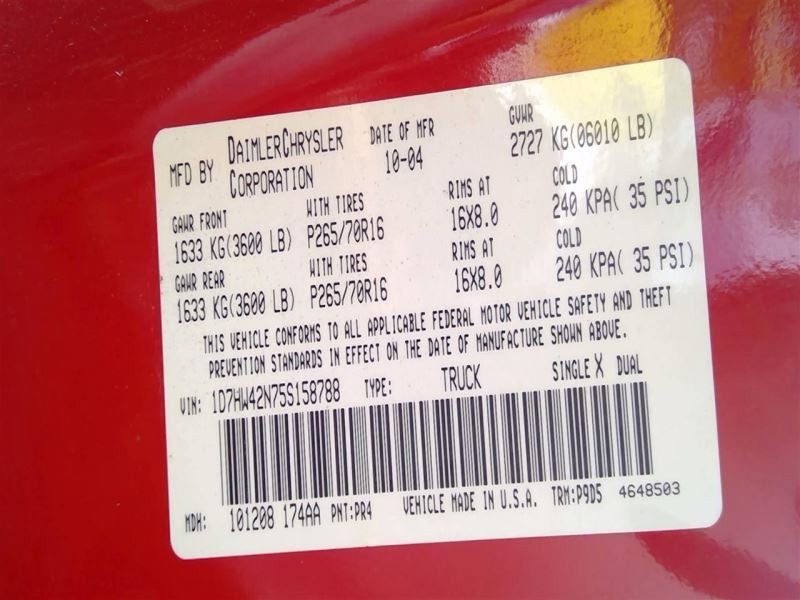 MFD BY DAIMLERCHRYSLER CORPORATION DATE OF MFR 10-04 GVWR 2727 KG(06010 LB)
GAWR FRONT WITH TIRES RIMS AT COLD
1633 KG(3600 LB) P265/70R16 16X8.0 240 KPA( 35 PSI)
GAWR REAR WITH TIRES RIMS AT COLD
1633 KG(3600 LB) P265/70R16 16X8.0 240 KPA( 35 PSI)
THIS VEHICLE CONFORMS TO ALL APPLICABLE FEDERAL MOTOR VEHICLE SAFETY AND THEFT
PREVENTION STANDARDS IN EFFECT ON THE DATE OF MANUFACTURE SHOWN ABOVE.
VIN: 1D7HW42N75S158788 TYPE: TRUCK SINGLE X DUAL
MDH: 101208 174AA PNT:PR4 VEHICLE MADE IN U.S.A. TRM:P9D5 4648503